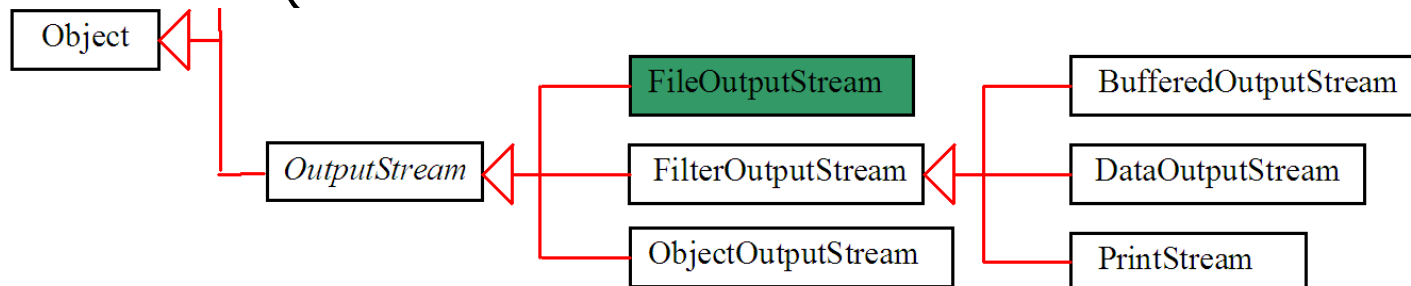 Object
FileOutputStream
BufferedOutputStream
OutputStream
FilterOutputStream
DataOutputStream
ObjectOutputStream
PrintStream